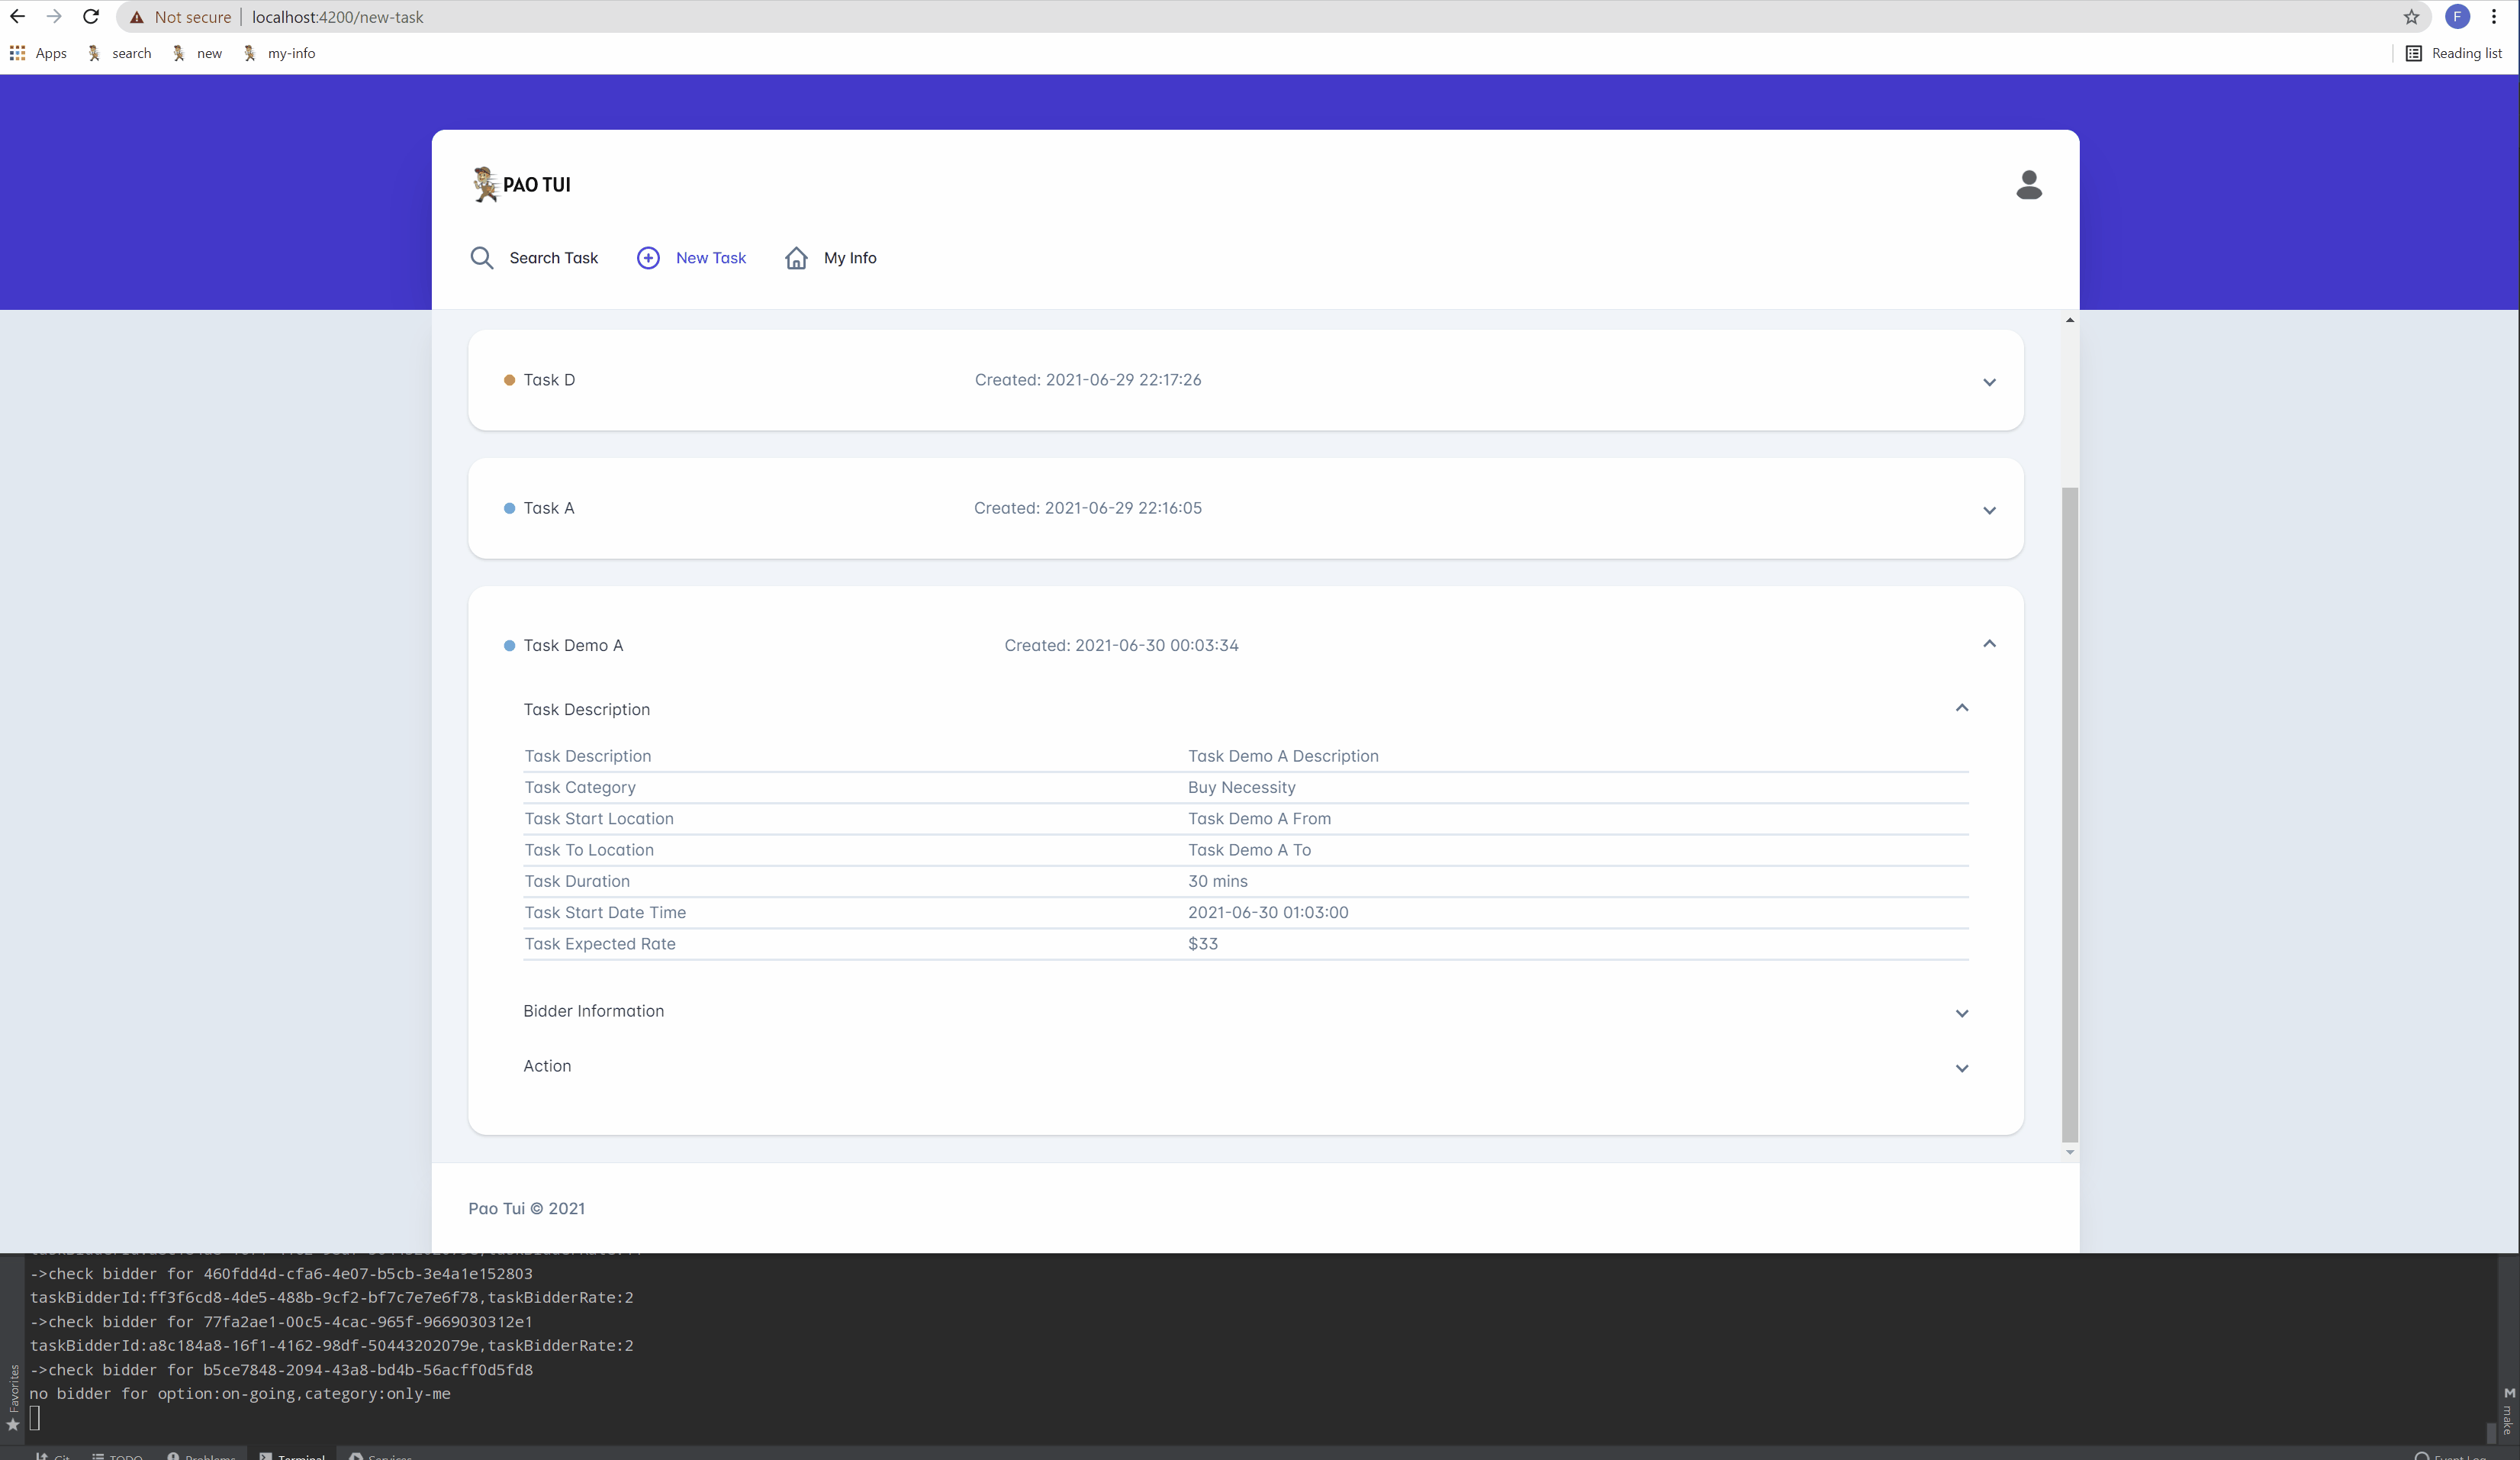 Not secure | localhost:4200/new-task
F
Apps search new my-info Reading list
PAO TUI
Search Task New Task My Info
Task D Created: 2021-06-29 22:17:26
Task A Created: 2021-06-29 22:16:05
Task Demo A Created: 2021-06-30 00:03:34
Task Description
Task Description Task Demo A Description
Task Category Buy Necessity
Task Start Location Task Demo A From
Task To Location Task Demo A To
Task Duration 30 mins
Task Start Date Time 2021-06-30 01:03:00
Task Expected Rate $33
Bidder Information
Action
Pao Tui © 2021
->check bidder for 460fdd4d-cfa6-4e07-b5cb-3e4a1e152803
taskBidderId:ff3f6cd8-4de5-488b-9cf2-bf7c7e7e6f78,taskBidderRate:2
->check bidder for 77fa2ae1-00c5-4cac-965f-9669030312e1
taskBidderId:a8c184a8-16f1-4162-98df-50443202079e,taskBidderRate:2
->check bidder for b5ce7848-2094-43a8-bd4b-56acff0d5fd8
no bidder for option:on-going,category:only-me
Favorites
M make
Git TODO Problems Terminal Services Event Log